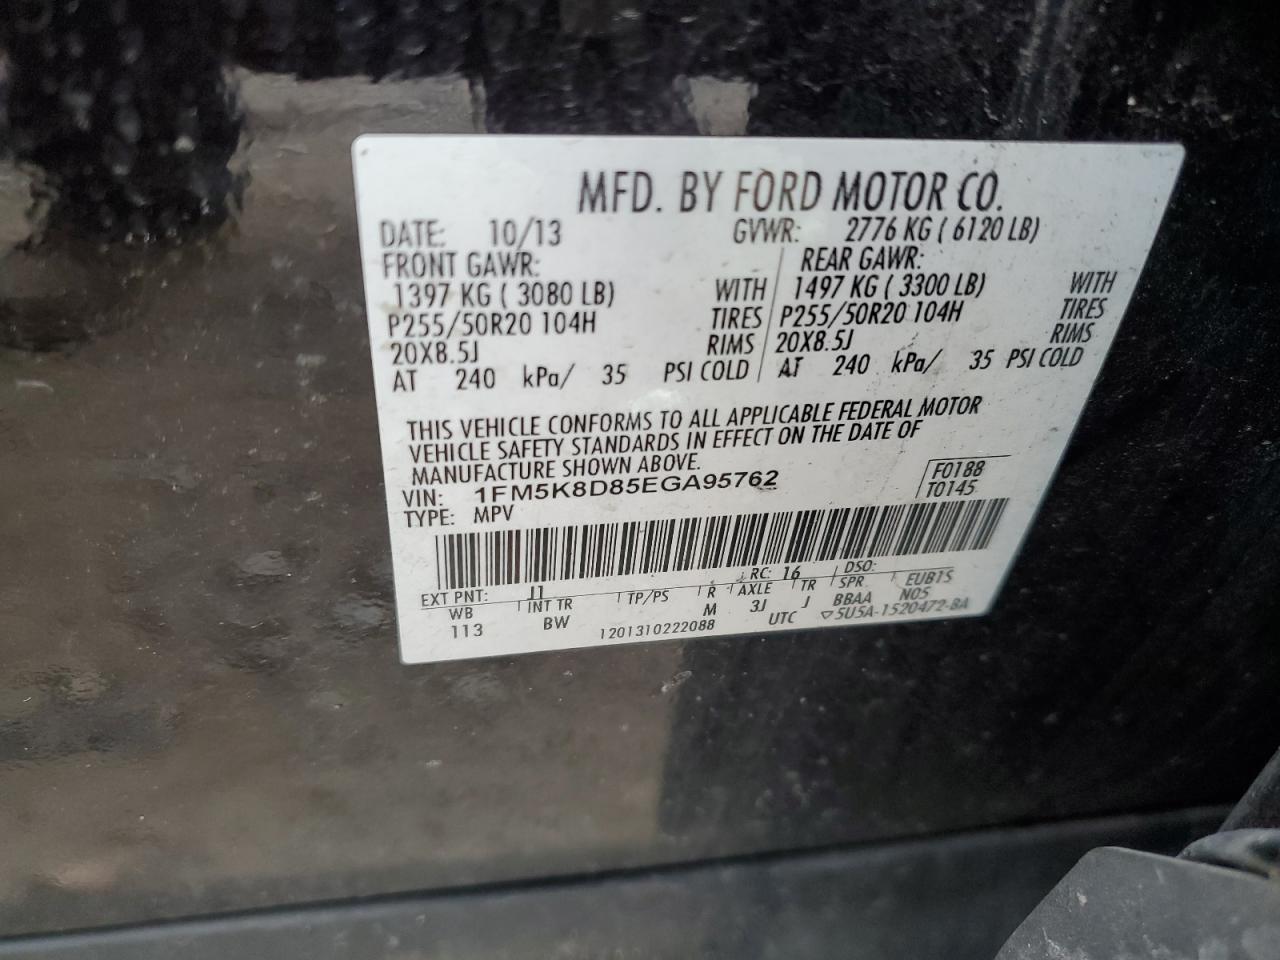 MFD. BY FORD MOTOR CO.
DATE: 10/13 GVWR: 2776 KG ( 6120 LB)
FRONT GAWR: REAR GAWR:
1397 KG ( 3080 LB) WITH 1497 KG ( 3300 LB) WITH
P255/50R20 104H TIRES P255/50R20 104H TIRES
20X8.5J RIMS 20X8.5J RIMS
AT 240 kPa/ 35 PSI COLD AT 240 kPa/ 35 PSI COLD
THIS VEHICLE CONFORMS TO ALL APPLICABLE FEDERAL MOTOR
VEHICLE SAFETY STANDARDS IN EFFECT ON THE DATE OF
MANUFACTURE SHOWN ABOVE.
VIN: 1FM5K8D85EGA95762 F0188
TYPE: MPV T0145
EXT PNT: J1 RC: 16 DSO:
WB INT TR TP/PS R AXLE TR SPR EUB1S
113 BW M 3J J BBAA N05
1201310222088 UTC 5U5A-1520472-BA